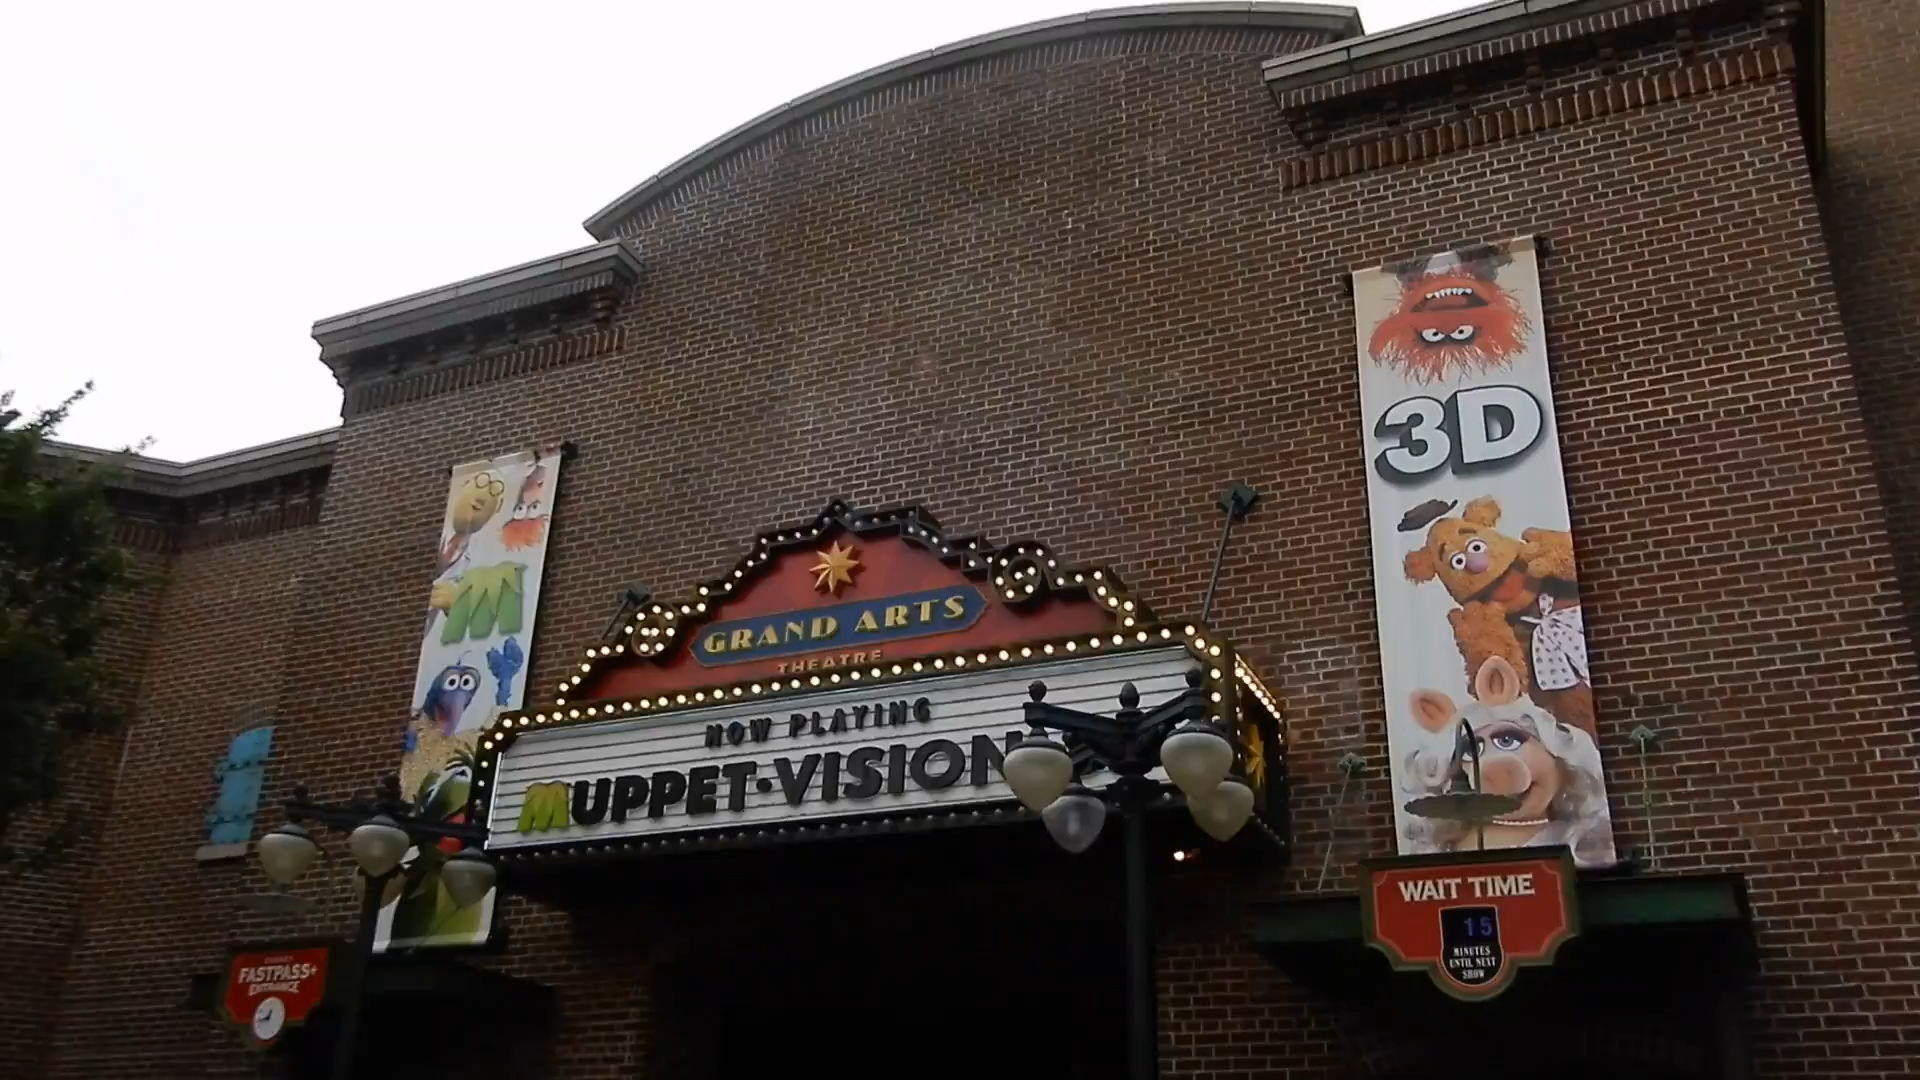 3D
M
GRAND ARTS
THEATRE
NOW PLAYING
MUPPET·VISION
WAIT TIME
15
MINUTES
UNTIL NEXT
SHOW
FASTPASS+
ENTRANCE